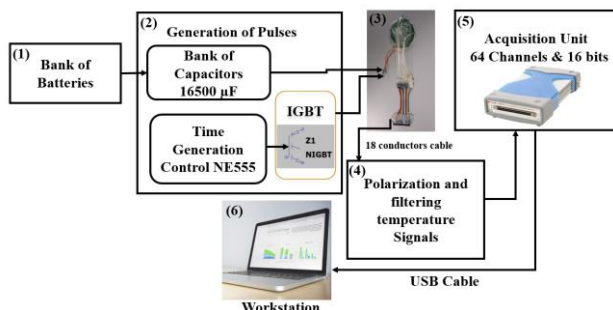 (1)
Bank of
Batteries
(2)
Generation of Pulses
Bank of
Capacitors
16500 µF
Time
Generation
Control NE555
IGBT
Z1
NIGBT
(3)
18 conductors cable
(4)
Polarization and
filtering
temperature
Signals
(5)
Acquisition Unit
64 Channels & 16 bits
(6)
USB Cable
Workstation